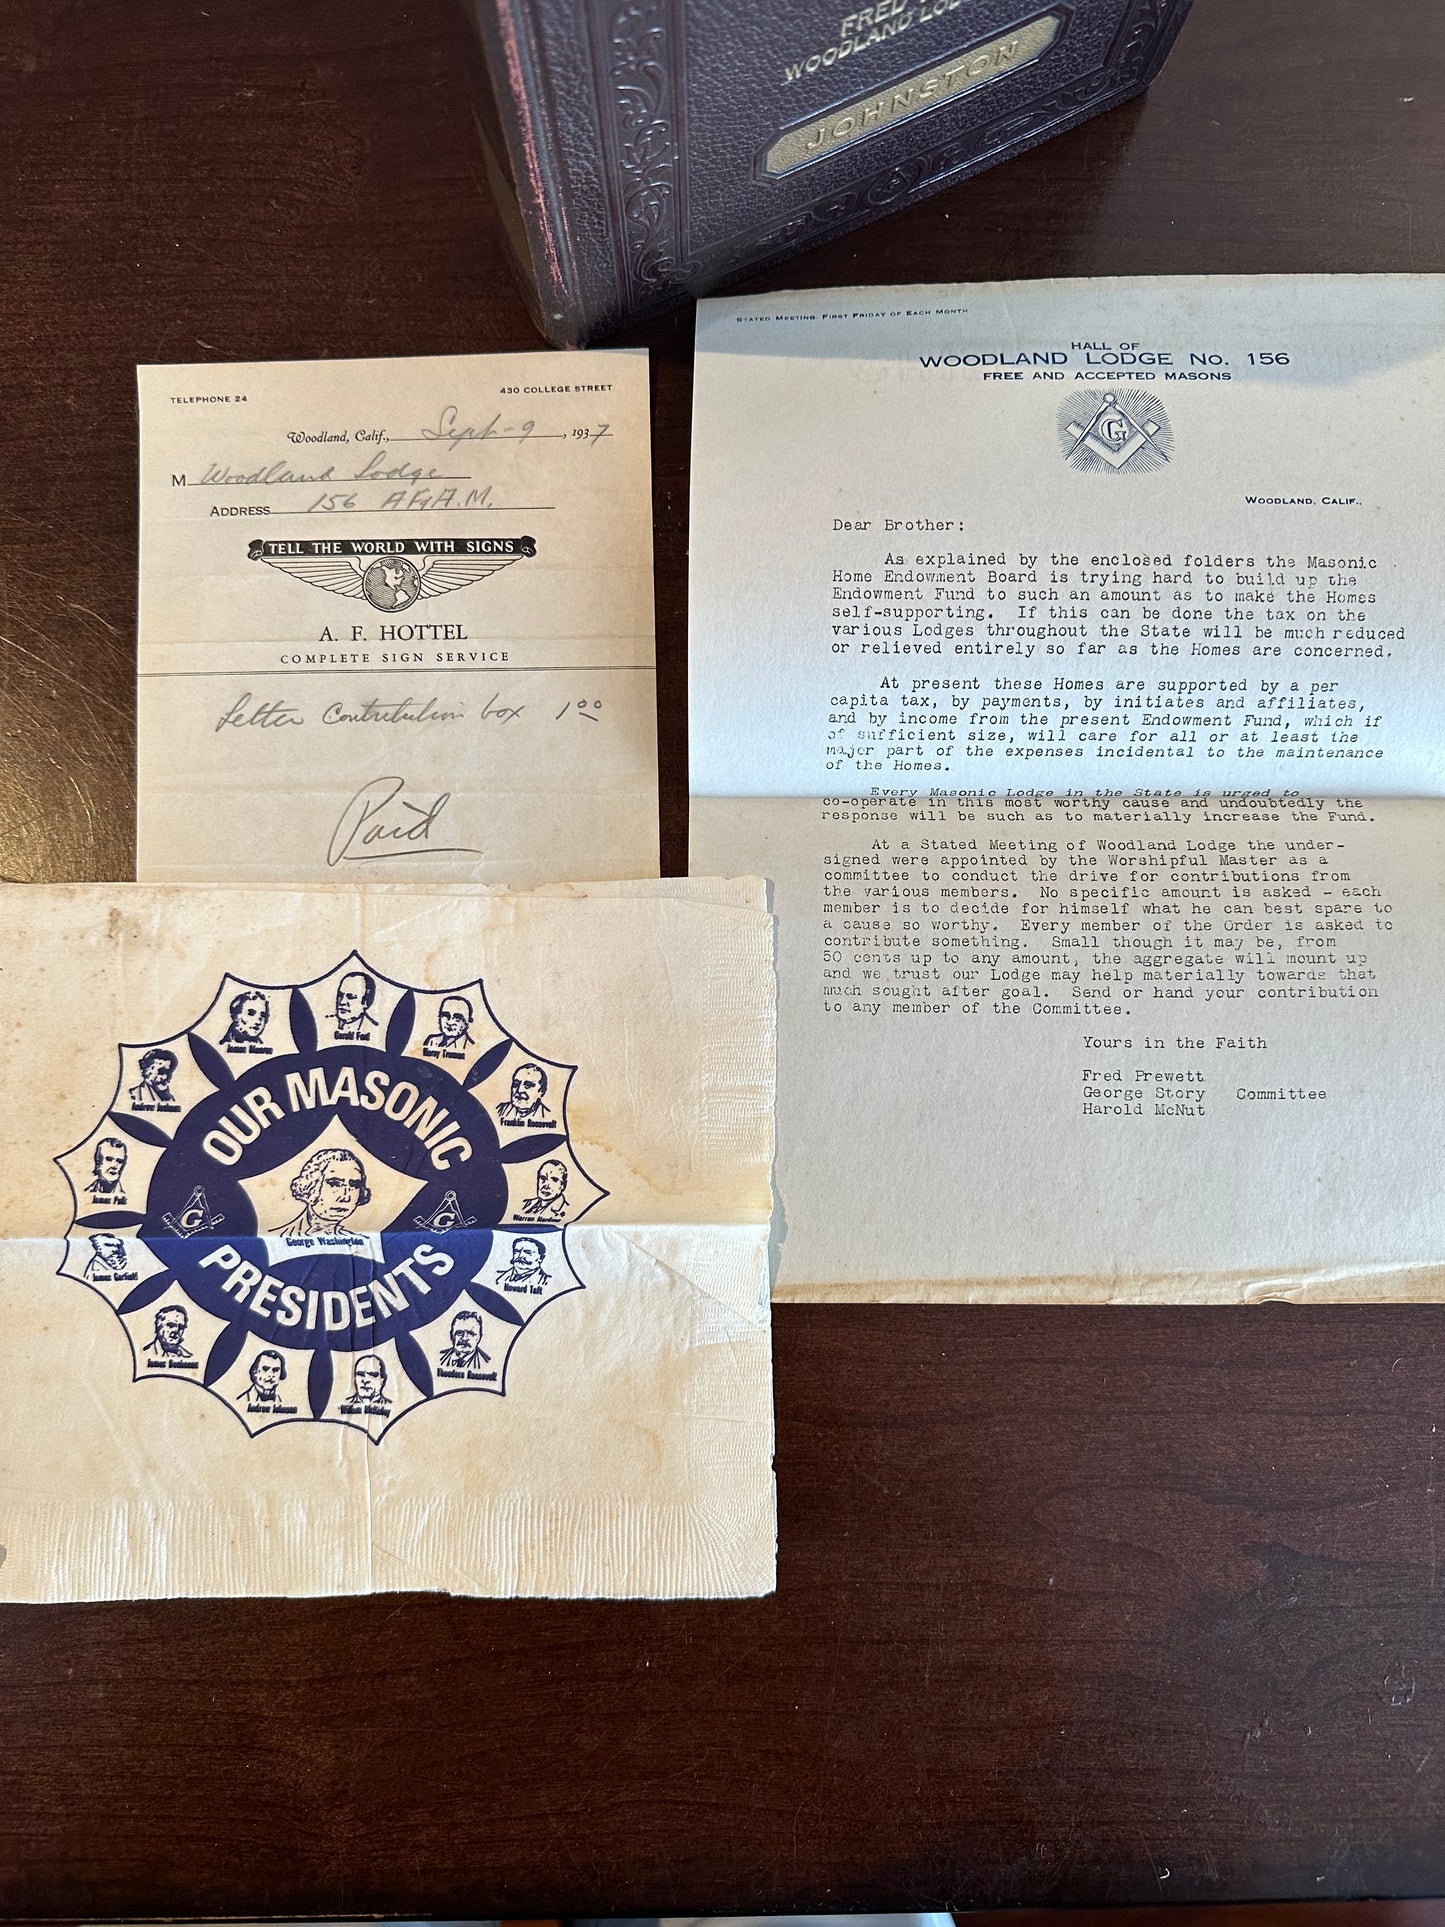 FRED
WOODLAND LOD
JOHNSTON
TELEPHONE 24
430 COLLEGE STREET
Woodland, Calif., Sept-9, 1937
M Woodland Lodge
ADDRESS 156 A F & A.M.
TELL THE WORLD WITH SIGNS
A. F. HOTTEL
COMPLETE SIGN SERVICE
Letter Contribution box 1 00
Paid
STATED MEETING FIRST FRIDAY OF EACH MONTH
HALL OF
WOODLAND LODGE NO. 156
FREE AND ACCEPTED MASONS
G
WOODLAND, CALIF.,
Dear Brother:
As explained by the enclosed folders the Masonic
Home Endowment Board is trying hard to build up the
Endowment Fund to such an amount as to make the Homes
self-supporting. If this can be done the tax on the
various Lodges throughout the State will be much reduced
or relieved entirely so far as the Homes are concerned.
At present these Homes are supported by a per
capita tax, by payments, by initiates and affiliates,
and by income from the present Endowment Fund, which if
of sufficient size, will care for all or at least the
major part of the expenses incidental to the maintenance
of the Homes.
Every Masonic Lodge in the State is urged to
co-operate in this most worthy cause and undoubtedly the
response will be such as to materially increase the Fund.
At a Stated Meeting of Woodland Lodge the under-
signed were appointed by the Worshipful Master as a
committee to conduct the drive for contributions from
the various members. No specific amount is asked - each
member is to decide for himself what he can best spare to
a cause so worthy. Every member of the Order is asked to
contribute something. Small though it may be, from
50 cents up to any amount, the aggregate will mount up
and we trust our Lodge may help materially towards that
much sought after goal. Send or hand your contribution
to any member of the Committee.
Yours in the Faith
Fred Prewett
George Story Committee
Harold McNut
OUR MASONIC
PRESIDENTS
George Washington
G
G
Gerald Ford
Harry Truman
Franklin Roosevelt
Warren Harding
Howard Taft
Theodore Roosevelt
William McKinley
Andrew Johnson
James Buchanan
James Garfield
James Polk
Andrew Jackson
James Monroe